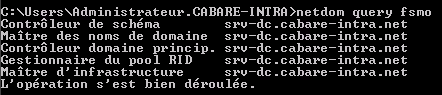 C:\Users\Administrateur.CABARE-INTRA>netdom query fsmo
Contrôleur de schéma        srv-dc.cabare-intra.net
Maître des noms de domaine  srv-dc.cabare-intra.net
Contrôleur domaine princip. srv-dc.cabare-intra.net
Gestionnaire du pool RID    srv-dc.cabare-intra.net
Maître d'infrastructure     srv-dc.cabare-intra.net
L'opération s'est bien déroulée.